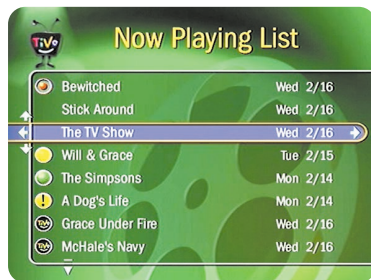 TiVo
Now Playing List
Bewitched Wed 2/16
Stick Around Wed 2/16
The TV Show Wed 2/16
Will & Grace Tue 2/15
The Simpsons Mon 2/14
! A Dog's Life Mon 2/14
TiVo Grace Under Fire Wed 2/16
TiVo McHale's Navy Wed 2/16